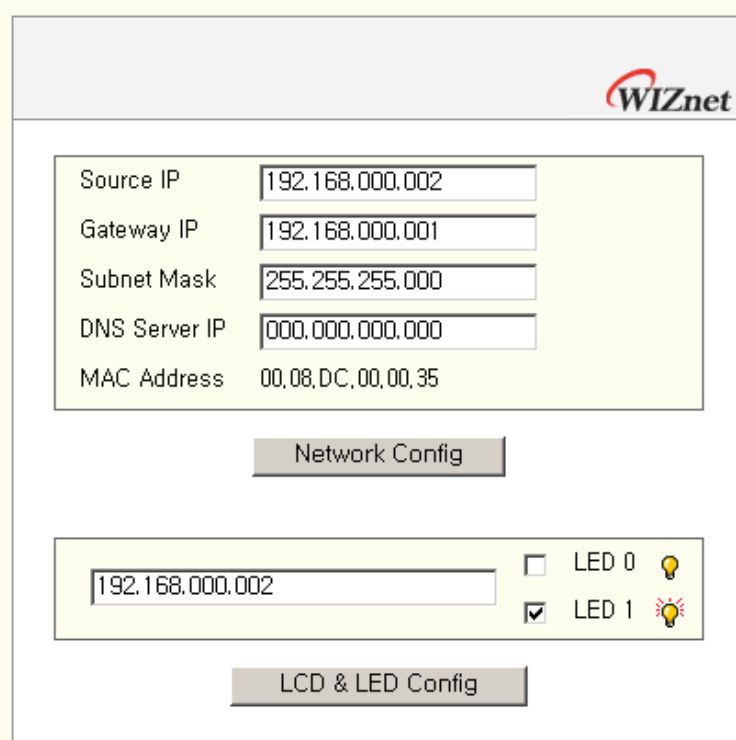 WIZnet
Source IP 192.168.000.002
Gateway IP 192.168.000.001
Subnet Mask 255.255.255.000
DNS Server IP 000.000.000.000
MAC Address 00,08,DC,00,00,35
Network Config
LED 0
192.168.000.002
LED 1
LCD & LED Config